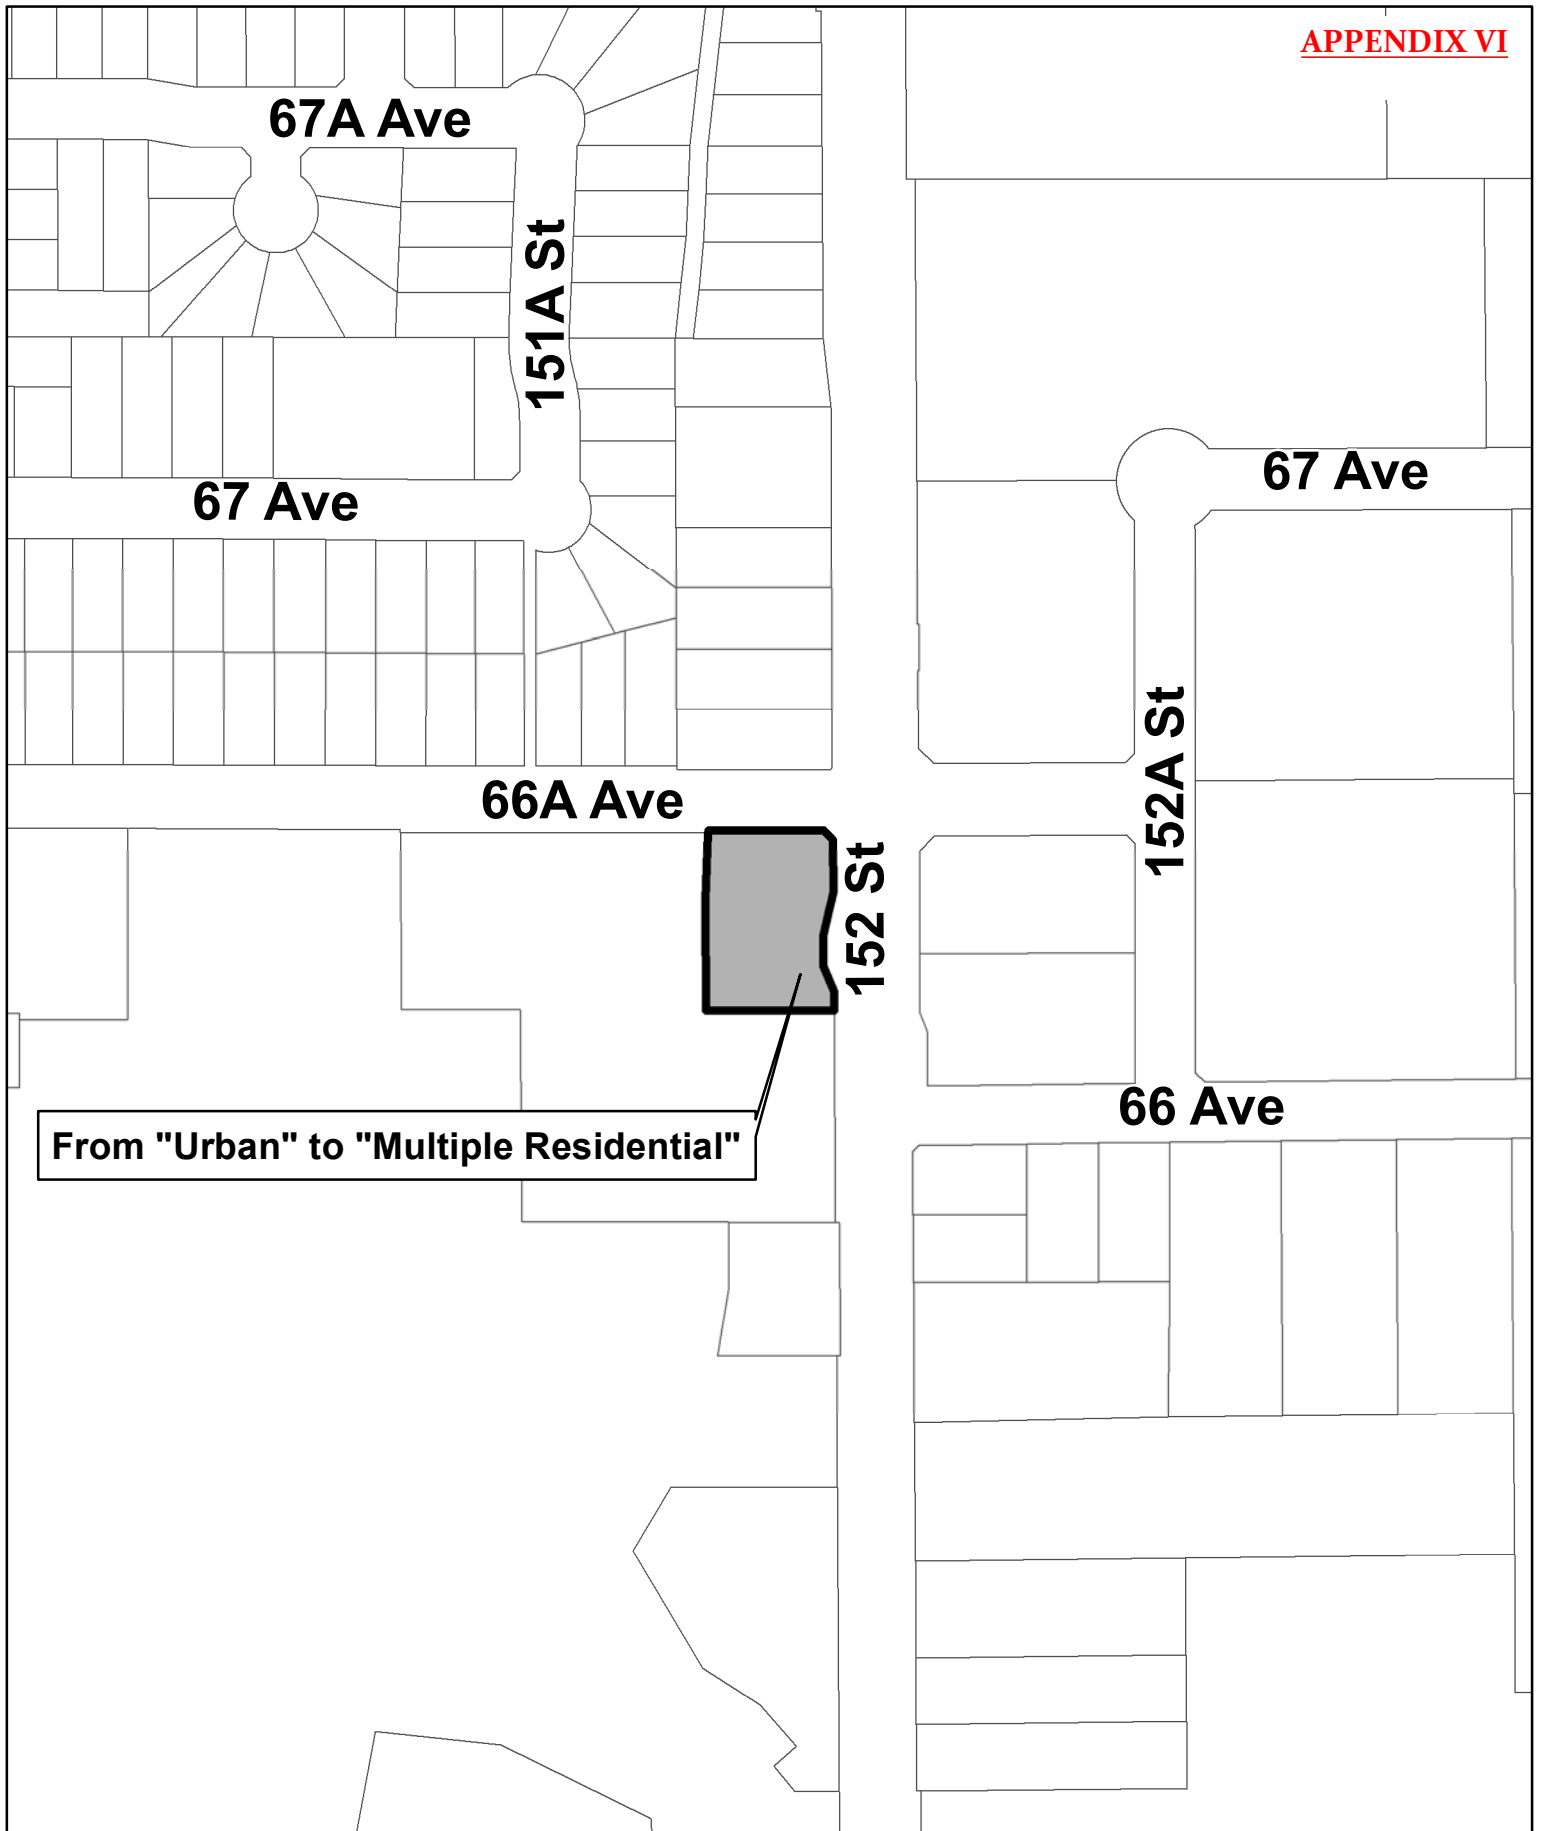 APPENDIX VI
67A Ave
151A St
67 Ave
67 Ave
152A St
66A Ave
152 St
66 Ave
From "Urban" to "Multiple Residential"